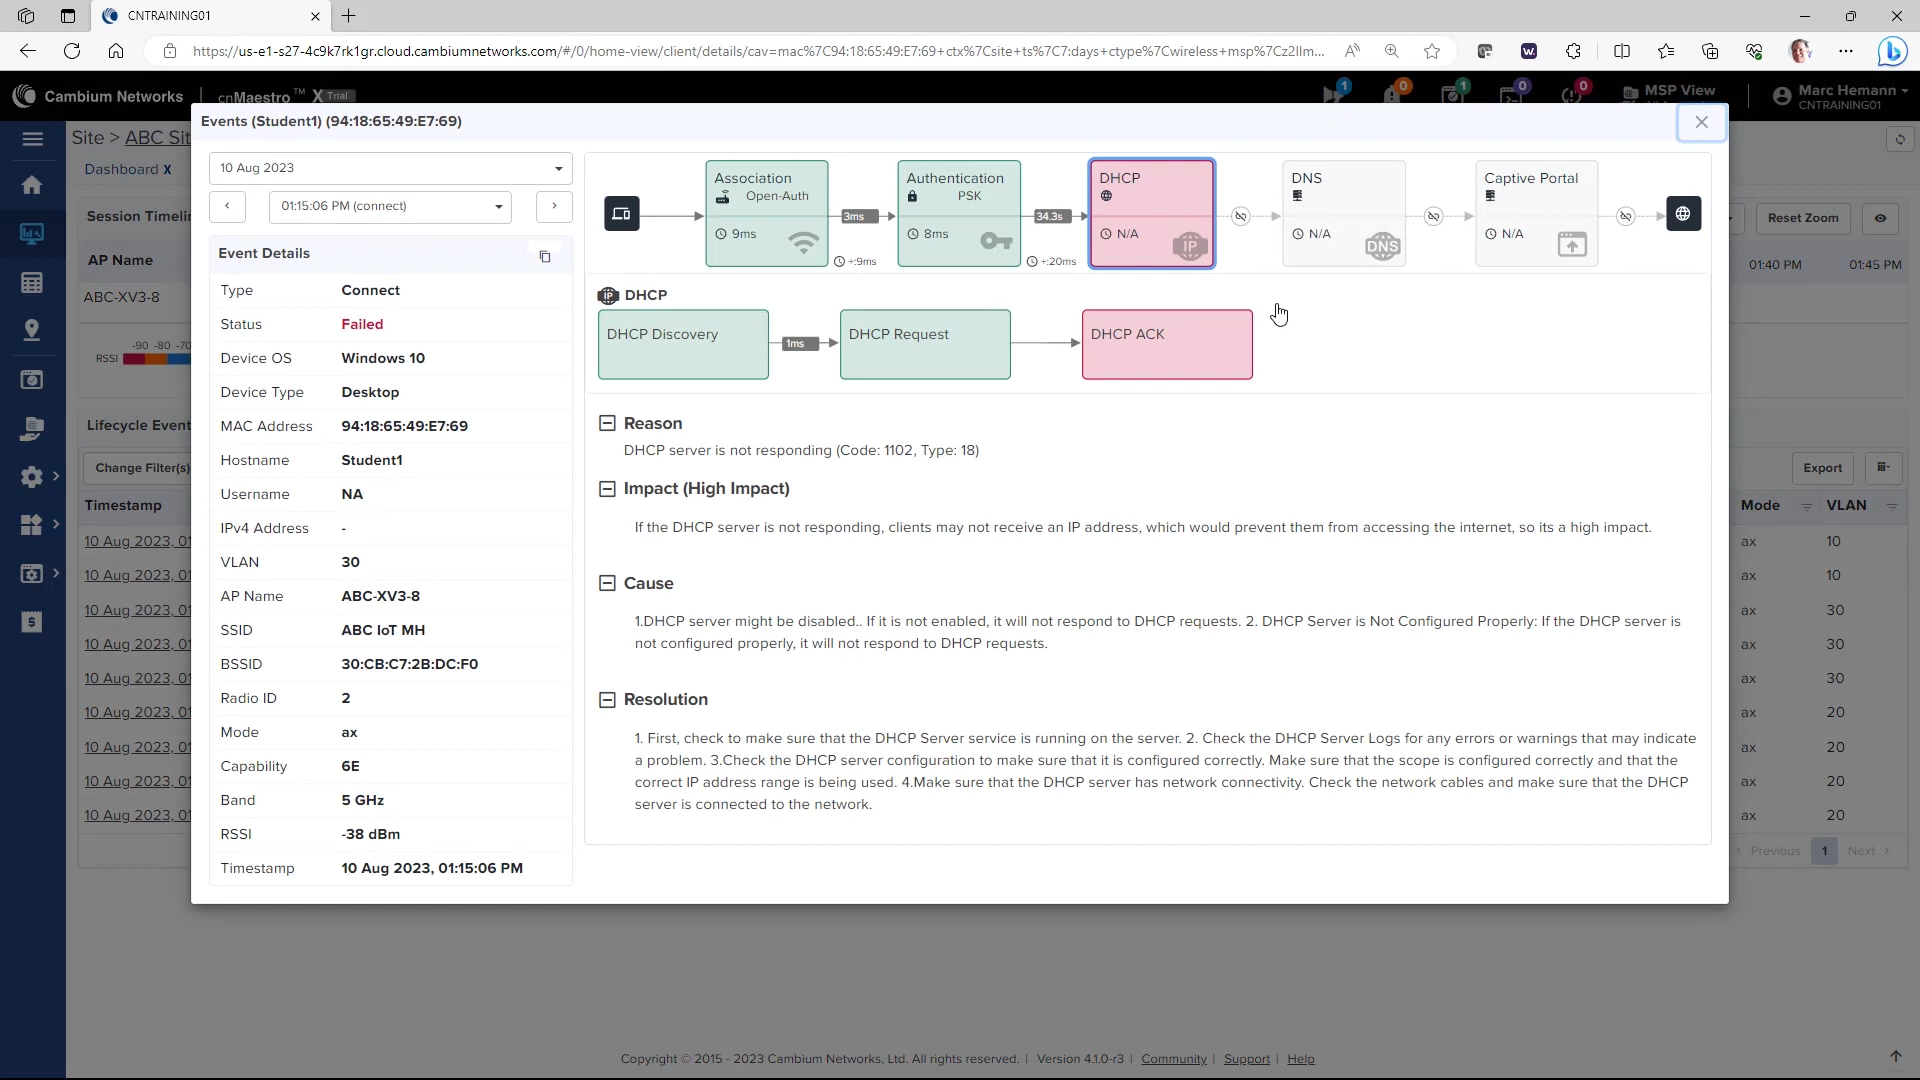 CNTRAINING01
https://us-e1-s27-4c9k7rk1gr.cloud.cambiumnetworks.com/#/0/home-view/client/details/cav=mac%7C94:18:65:49:E7:69+ctx%7Csite+ts%7C7:days+ctype%7Cwireless+msp%7Cz2lIm...
Cambium Networks | cnMaestro™ X Trial
1
0
1
0
0
MSP View
Marc Hemann
CNTRAINING01
Site > ABC Sit
Dashboard X
Events (Student1) (94:18:65:49:E7:69)
10 Aug 2023
01:15:06 PM (connect)
Event Details
Type Connect
Status Failed
Device OS Windows 10
Device Type Desktop
MAC Address 94:18:65:49:E7:69
Hostname Student1
Username NA
IPv4 Address -
VLAN 30
AP Name ABC-XV3-8
SSID ABC IoT MH
BSSID 30:CB:C7:2B:DC:F0
Radio ID 2
Mode ax
Capability 6E
Band 5 GHz
RSSI -38 dBm
Timestamp 10 Aug 2023, 01:15:06 PM
Association
Open-Auth
9ms
3ms
+:9ms
Authentication
PSK
8ms
34.3s
+:20ms
DHCP
N/A
IP
DNS
N/A
DNS
Captive Portal
N/A
IP DHCP
DHCP Discovery
1ms
DHCP Request
DHCP ACK
Reason
DHCP server is not responding (Code: 1102, Type: 18)
Impact (High Impact)
If the DHCP server is not responding, clients may not receive an IP address, which would prevent them from accessing the internet, so its a high impact.
Cause
1.DHCP server might be disabled.. If it is not enabled, it will not respond to DHCP requests. 2. DHCP Server is Not Configured Properly: If the DHCP server is
not configured properly, it will not respond to DHCP requests.
Resolution
1. First, check to make sure that the DHCP Server service is running on the server. 2. Check the DHCP Server Logs for any errors or warnings that may indicate
a problem. 3.Check the DHCP server configuration to make sure that it is configured correctly. Make sure that the scope is configured correctly and that the
correct IP address range is being used. 4.Make sure that the DHCP server has network connectivity. Check the network cables and make sure that the DHCP
server is connected to the network.
Session Timelin
AP Name
ABC-XV3-8
-90 -80 -70
RSSI
Lifecycle Event
Change Filter(s)
Timestamp
10 Aug 2023, 01
10 Aug 2023, 01
10 Aug 2023, 01
10 Aug 2023, 01
10 Aug 2023, 01
10 Aug 2023, 01
10 Aug 2023, 01
10 Aug 2023, 01
10 Aug 2023, 01
Reset Zoom
01:40 PM 01:45 PM
Export
Mode VLAN
ax 10
ax 10
ax 30
ax 30
ax 30
ax 20
ax 20
ax 20
ax 20
Previous 1 Next
Copyright © 2015 - 2023 Cambium Networks, Ltd. All rights reserved. | Version 4.1.0-r3 | Community | Support | Help